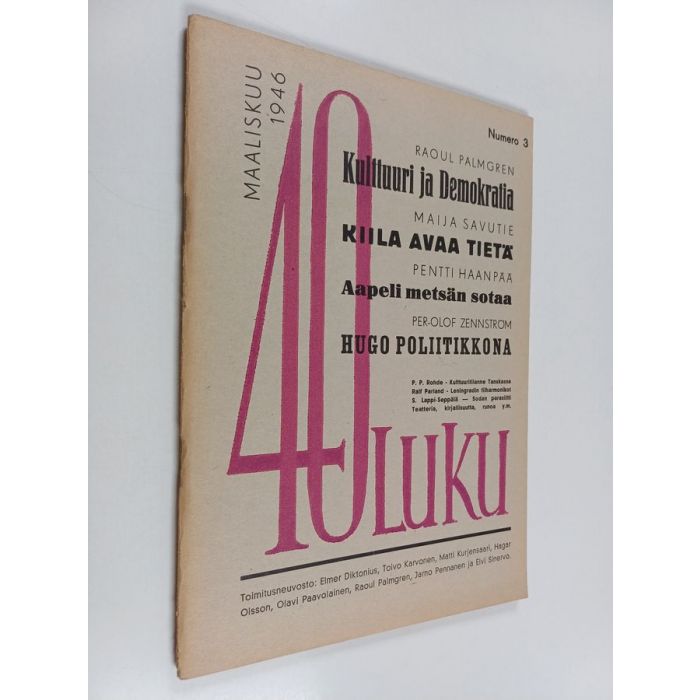 MAALISKUU
1946
Numero 3
RAOUL PALMGREN
Kulttuuri ja Demokratia
MAIJA SAVUTIE
KIILA AVAA TIETÄ
PENTTI HAANPÄÄ
Aapeli metsän sotaa
PER-OLOF ZENNSTRÖM
HUGO POLIITIKKONA
P. P. Rohde - Kulttuuritilanne Tanskassa
Ralf Parland - Leningradin filharmonikot
S. Lappi-Seppälä — Sodan perasiitti
Teatteria, kirjallisuutta, runoa y.m.
40
LUKU
Toimitusneuvosto: Elmer Diktonius, Toivo Karvonen, Matti Kurjensaari, Hagar
Olsson, Olavi Paavolainen, Raoul Palmgren, Jarno Pennanen ja Elvi Sinervo.